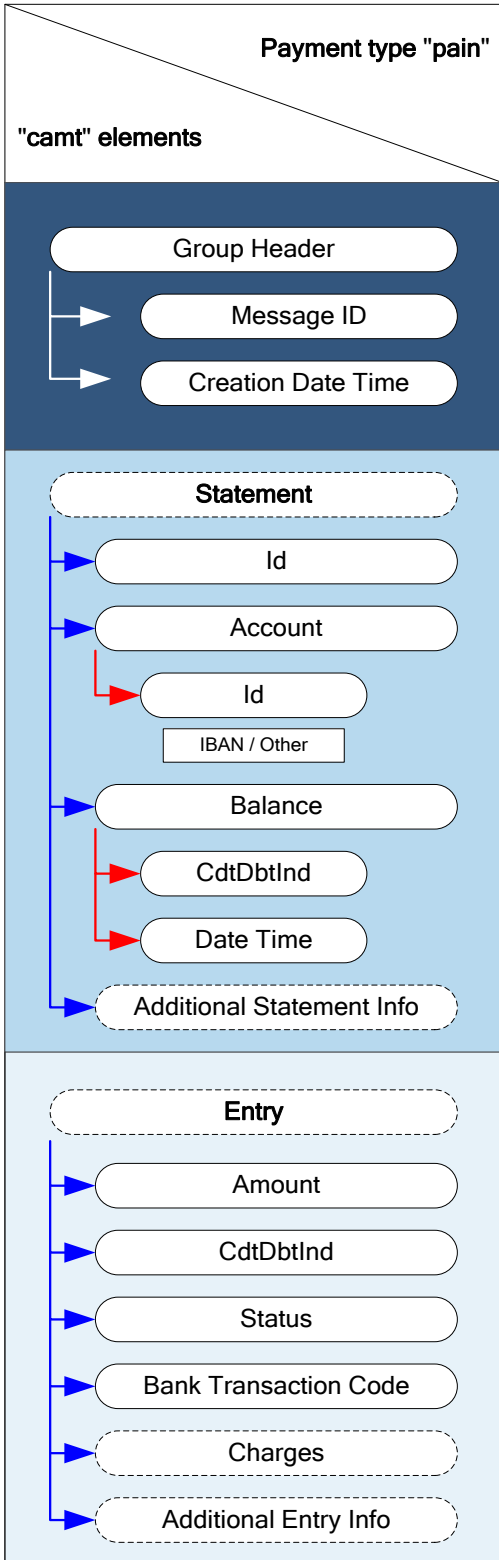 Payment type "pain"
"camt" elements
Group Header
Message ID
Creation Date Time
Statement
Id
Account
Id
IBAN / Other
Balance
CdtDbtInd
Date Time
Additional Statement Info
Entry
Amount
CdtDbtInd
Status
Bank Transaction Code
Charges
Additional Entry Info